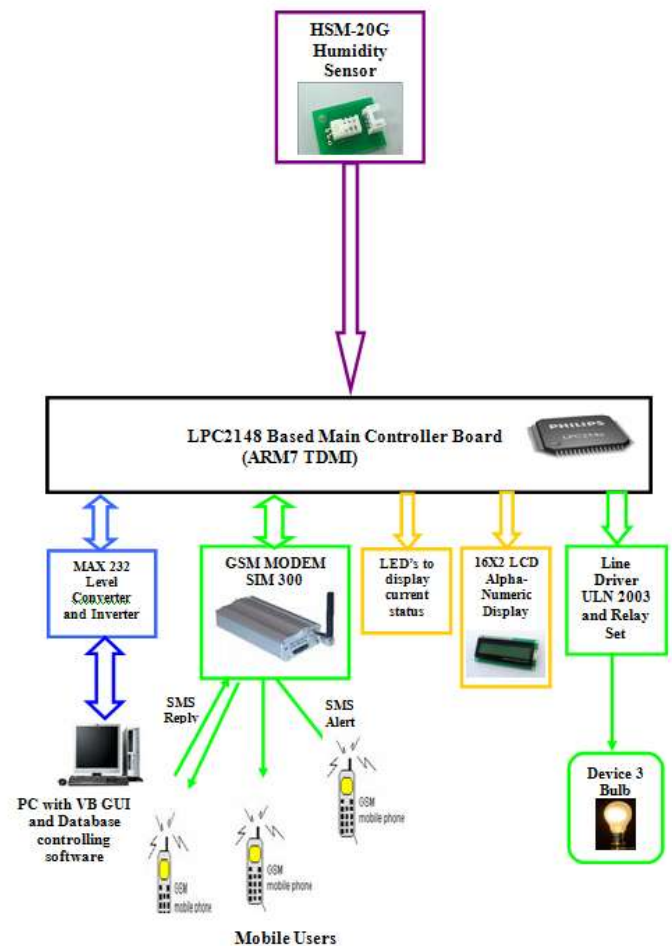 HSM-20G
Humidity
Sensor
LPC2148 Based Main Controller Board
(ARM7 TDMI)
PHILIPS
LPC2148
MAX 232
Level
Converter
and Inverter
GSM MODEM
SIM 300
LED's to
display
current
status
16X2 LCD
Alpha-
Numeric
Display
Line
Driver
ULN 2003
and Relay
Set
SMS
Reply
SMS
Alert
PC with VB GUI
and Database
controlling
software
GSM
mobile phone
GSM
mobile phone
GSM
mobile phone
Device 3
Bulb
Mobile Users